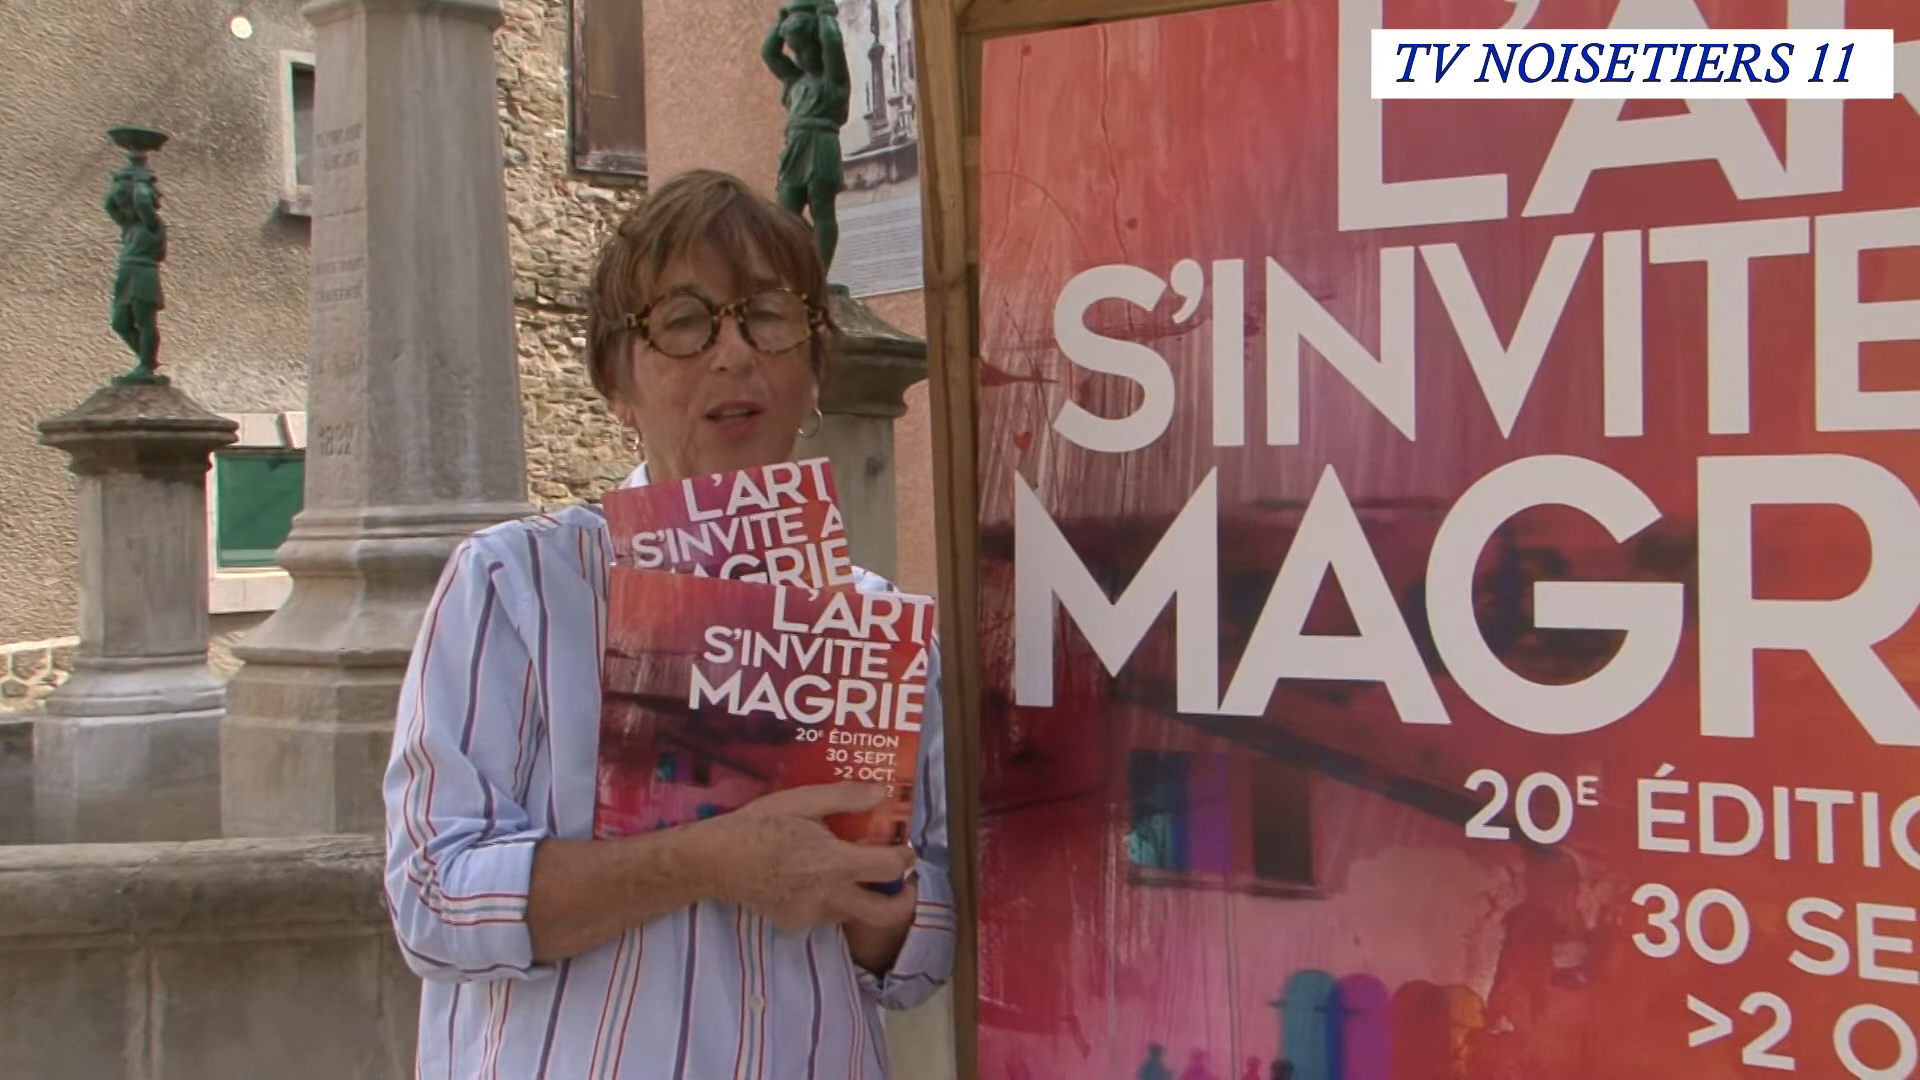 TV NOISETIERS 11
L'AR
S'INVITE
MAGR
20E ÉDITIO
30 SE
>2 O
L'ART
S'INVITE A
MAGRIE
L'ART
S'INVITE A
MAGRIE
20E ÉDITION
30 SEPT.
>2 OCT.